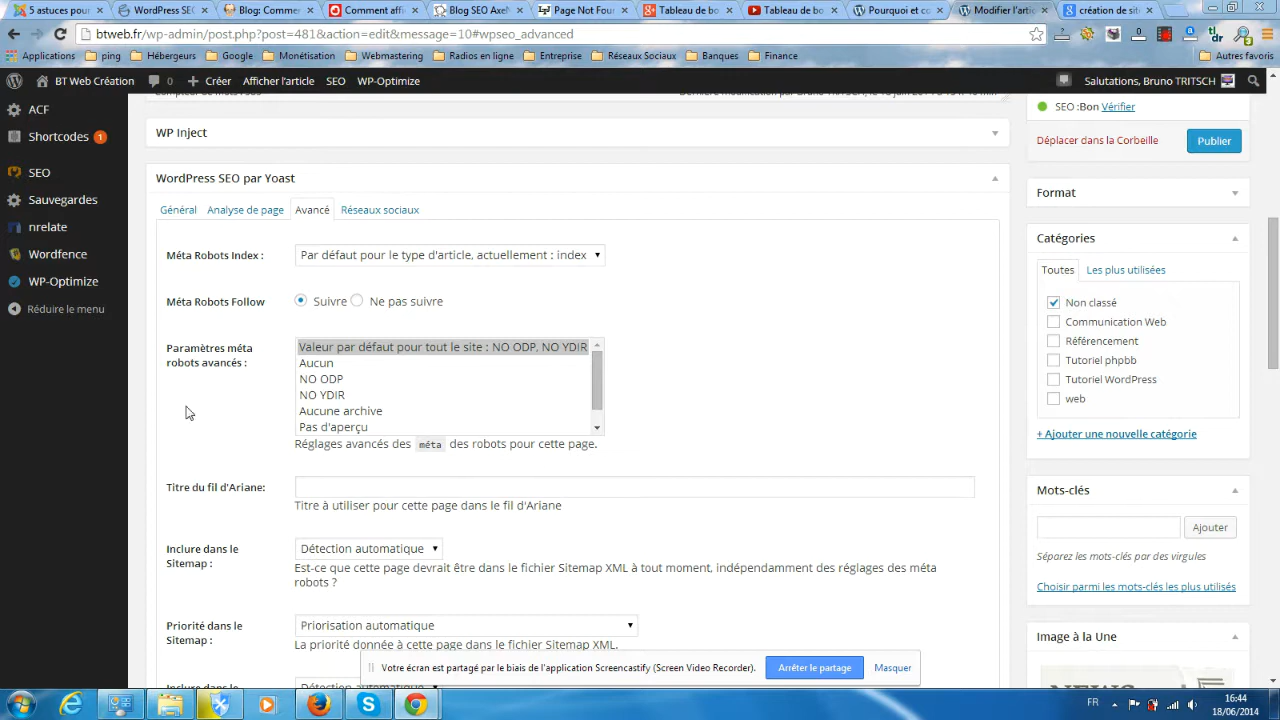 5 astuces pour
WordPress SEO
Blog: Commen
Comment affi
Blog SEO AxeN
Page Not Foun
Tableau de bo
Tableau de bo
Pourquoi et co
Modifier l'artic
création de site
btweb.fr/wp-admin/post.php?post=481&action=edit&message=10#wpseo_advanced
Applications
ping
Hébergeurs
Google
Monétisation
Webmastering
Radios en ligne
Entreprise
Réseaux Sociaux
Banques
Finance
Autres favoris
BT Web Création
0
Créer
Afficher l'article
SEO
WP-Optimize
Salutations, Bruno TRITSCH
ACF
Shortcodes 1
SEO
Sauvegardes
nrelate
Wordfence
WP-Optimize
Réduire le menu
WP Inject
WordPress SEO par Yoast
Général
Analyse de page
Avancé
Réseaux sociaux
Méta Robots Index :
Par défaut pour le type d'article, actuellement : index
Méta Robots Follow
Suivre
Ne pas suivre
Paramètres méta
robots avancés :
Valeur par défaut pour tout le site : NO ODP, NO YDIR
Aucun
NO ODP
NO YDIR
Aucune archive
Pas d'aperçu
Réglages avancés des méta des robots pour cette page.
Titre du fil d'Ariane:
Titre à utiliser pour cette page dans le fil d'Ariane
Inclure dans le
Sitemap :
Détection automatique
Est-ce que cette page devrait être dans le fichier Sitemap XML à tout moment, indépendamment des réglages des méta
robots ?
Priorité dans le
Sitemap :
Priorisation automatique
La priorité donnée à cette page dans le fichier Sitemap XML.
Votre écran est partagé par le biais de l'application Screencastify (Screen Video Recorder).
Arrêter le partage
Masquer
SEO :Bon Vérifier
Déplacer dans la Corbeille
Publier
Format
Catégories
Toutes
Les plus utilisées
Non classé
Communication Web
Référencement
Tutoriel phpbb
Tutoriel WordPress
web
+ Ajouter une nouvelle catégorie
Mots-clés
Ajouter
Séparez les mots-clés par des virgules
Choisir parmi les mots-clés les plus utilisés
Image à la Une
NEWS
FR
16:44
18/06/2014